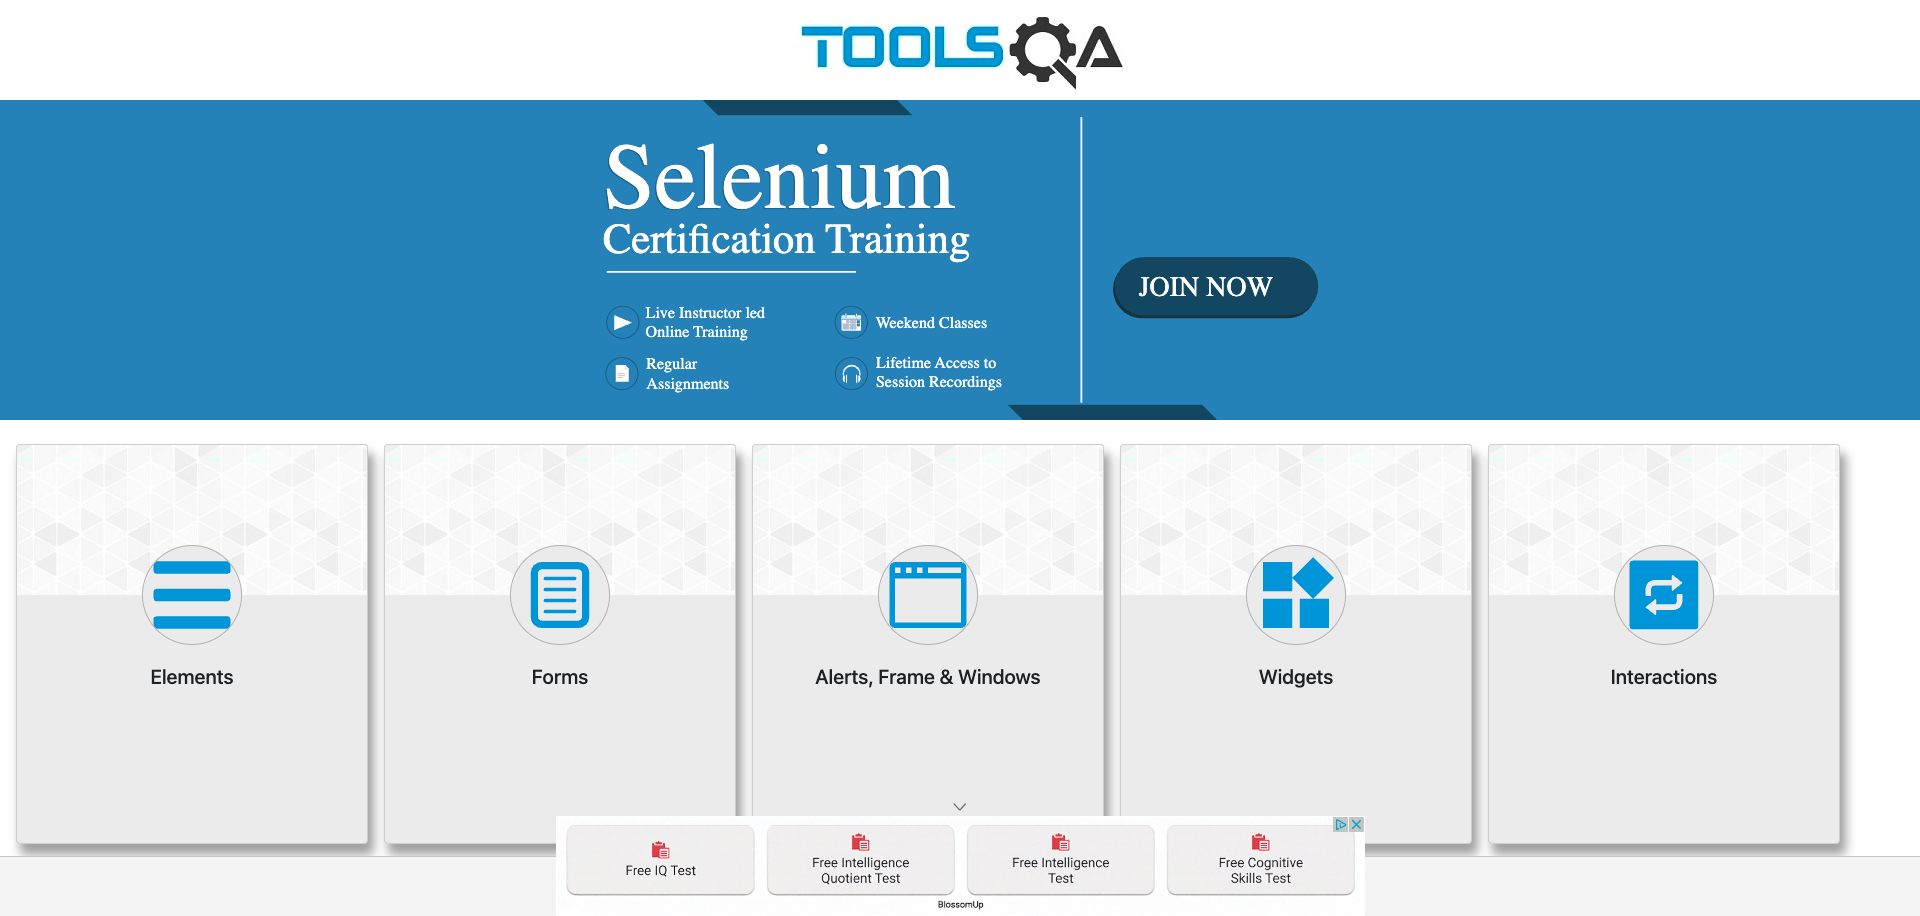 TOOLSQA
Selenium
Certification Training
JOIN NOW
Live Instructor led
Online Training
Weekend Classes
Regular
Assignments
Lifetime Access to
Session Recordings
Elements
Forms
Alerts, Frame & Windows
Widgets
Interactions
Free IQ Test
Free Intelligence
Quotient Test
Free Intelligence
Test
Free Cognitive
Skills Test
BlossomUp